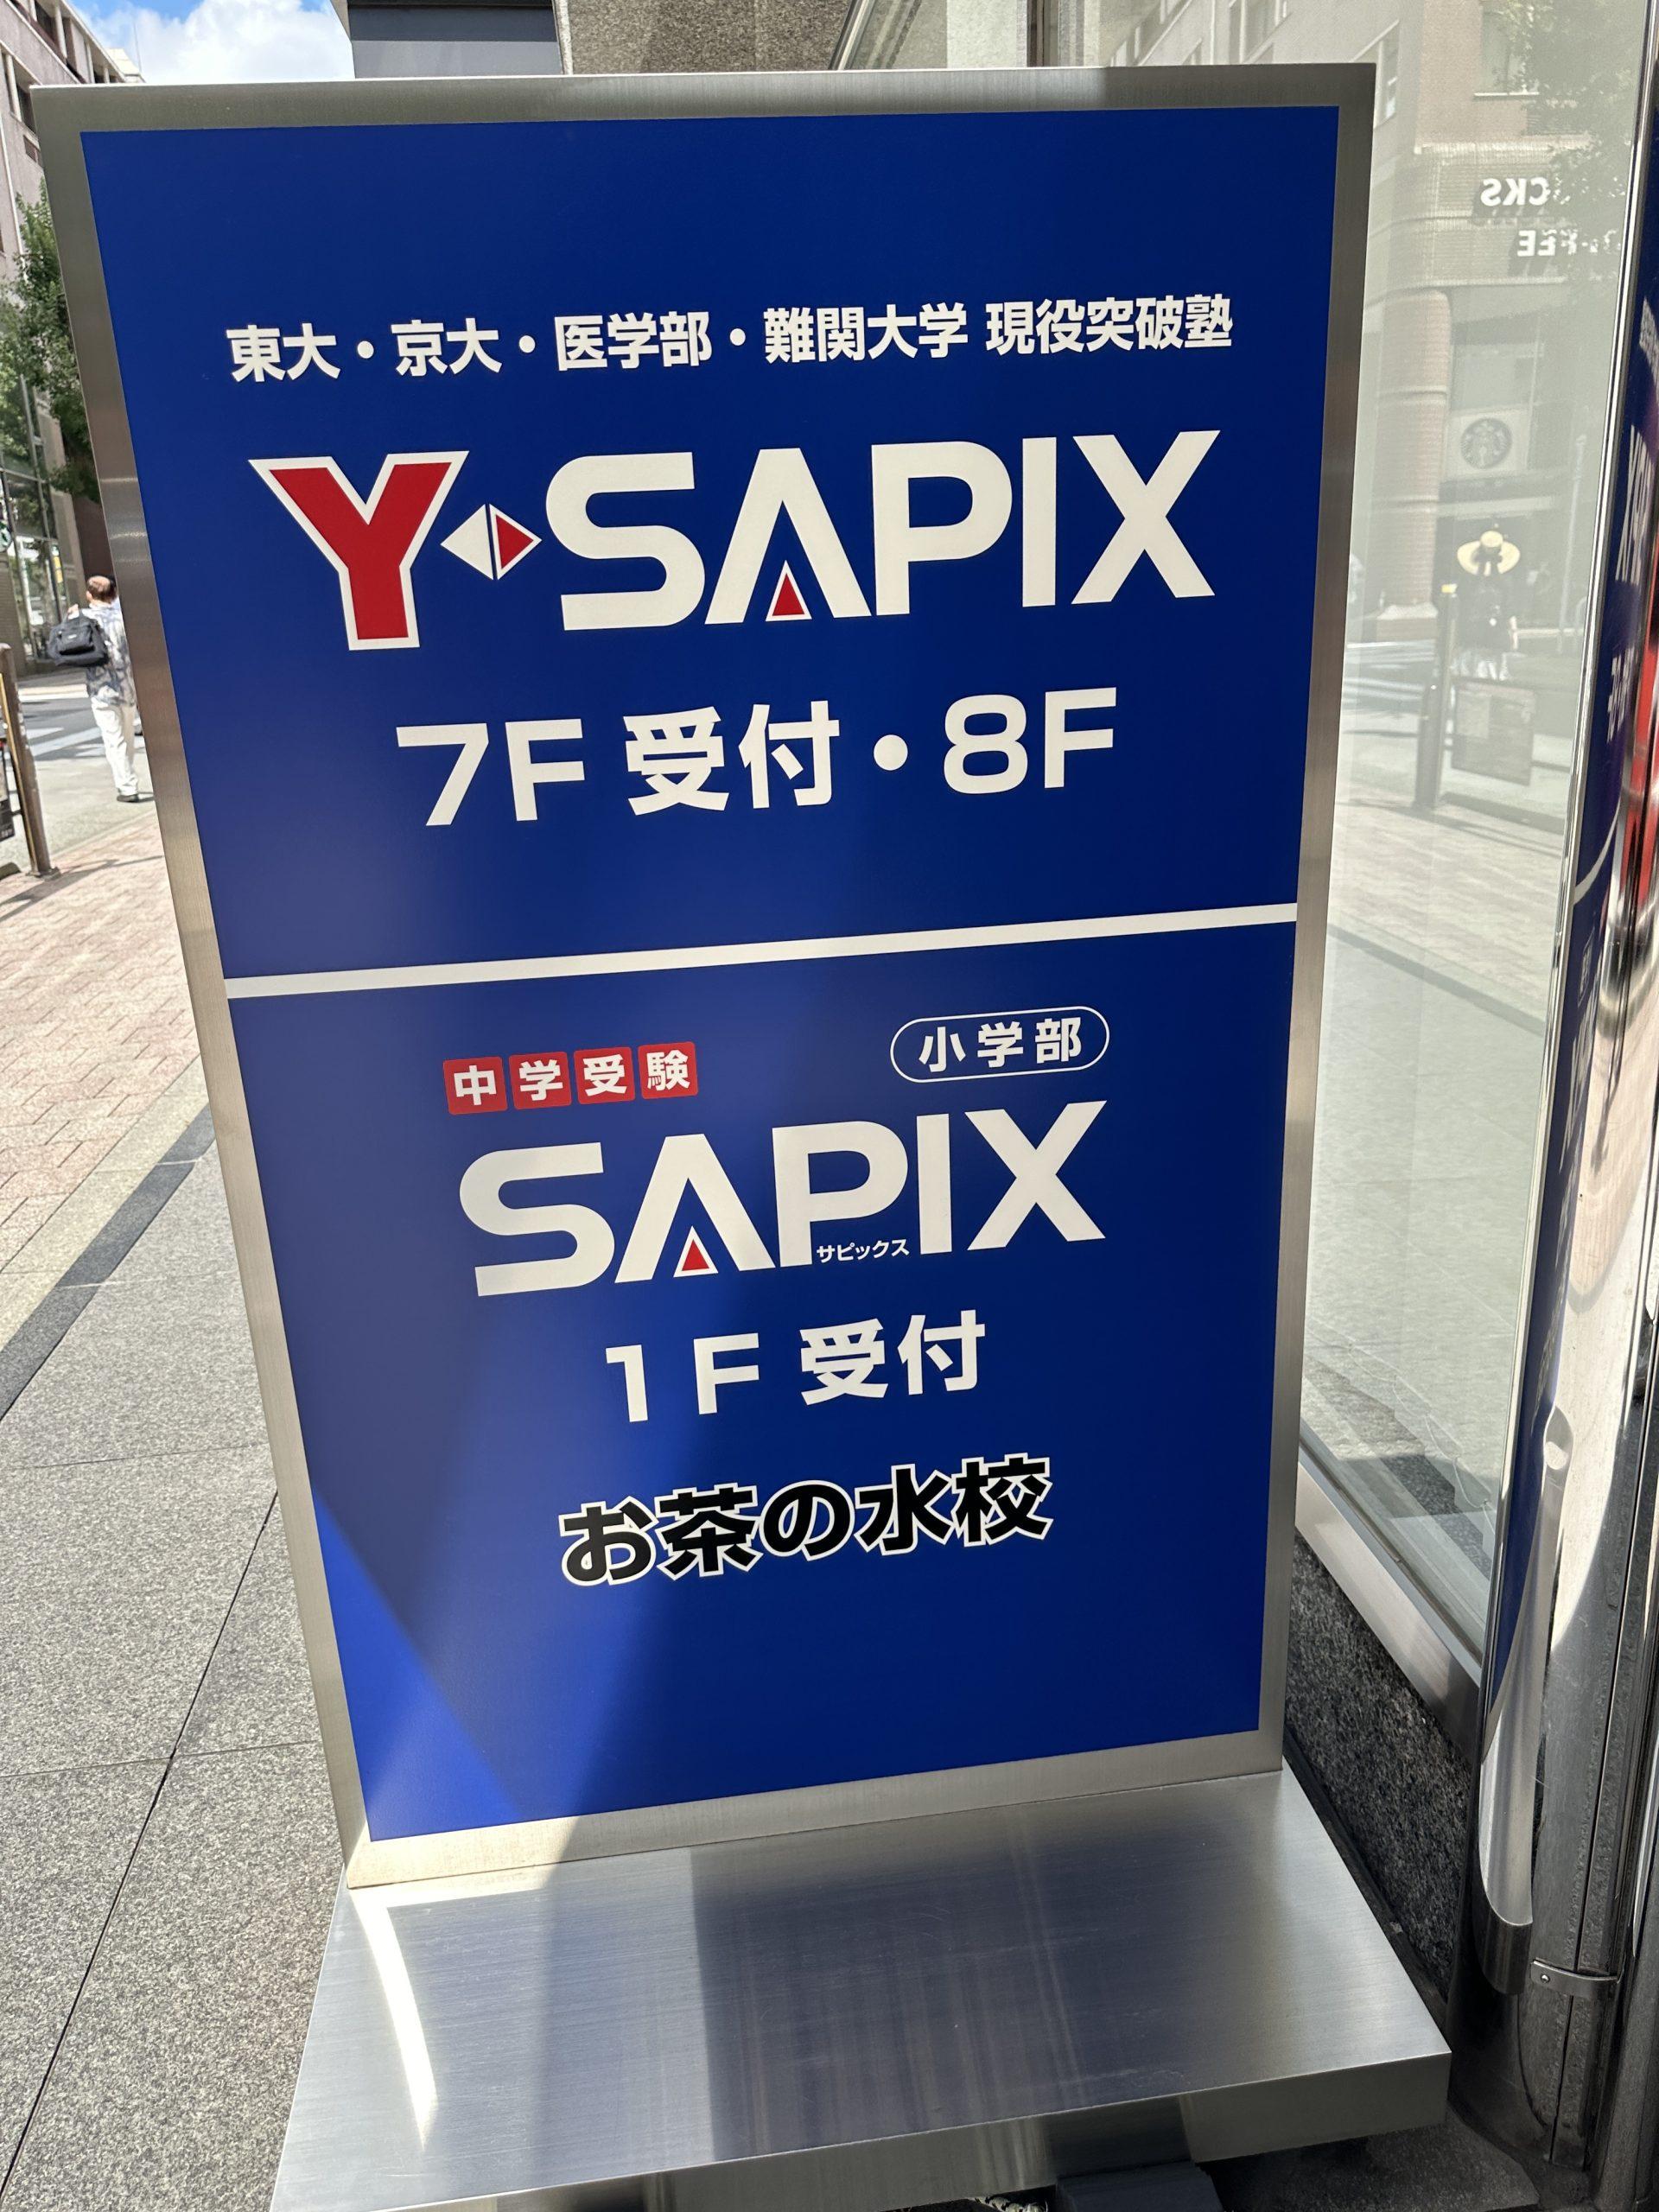 東大・京大・医学部・難関大学 現役突破塾
Y SAPIX
7F 受付・8F
中学受験
小学部
SAPIX
サピックス
1F 受付
お茶の水校